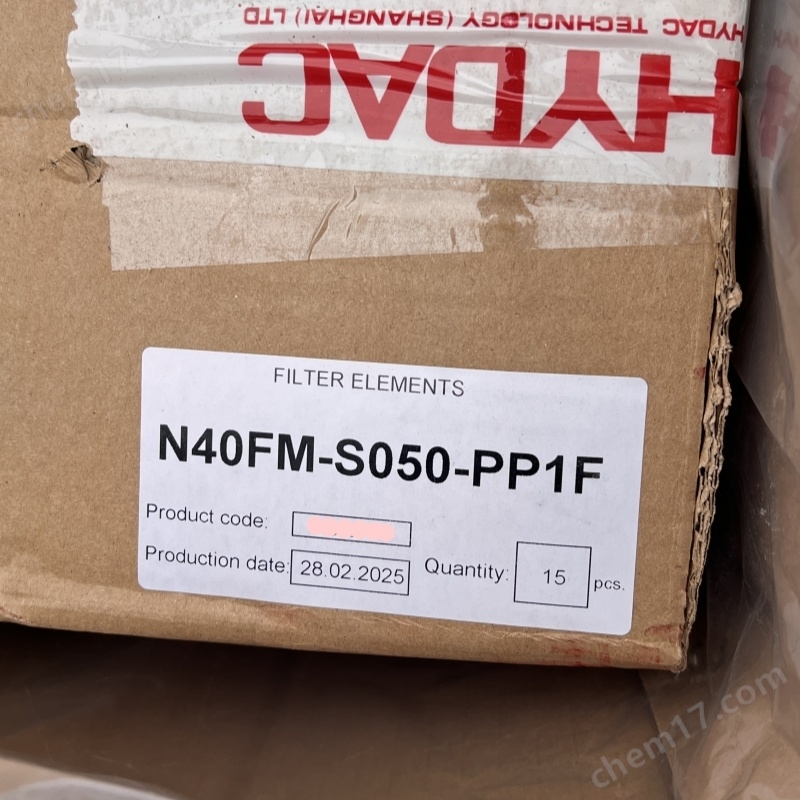 HYDAC TECHNOLOGY (SHANGHAI) LTD
HYDAC
FILTER ELEMENTS
N40FM-S050-PP1F
Product code:
Production date: 28.02.2025
Quantity: 15 pcs.
chem17.com